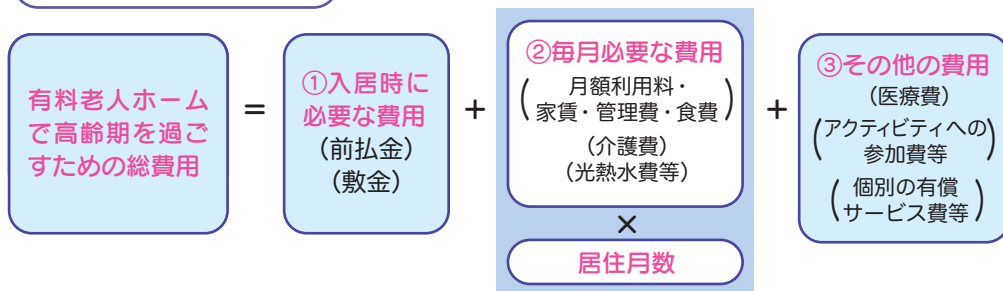 有料老人ホーム
で高齢期を過ご
すための総費用
=
①入居時に
必要な費用
(前払金)
(敷金)
+
②毎月必要な費用
(月額利用料・
家賃・管理費・食費)
(介護費)
(光熱水費等)
×
居住月数
+
③その他の費用
(医療費)
(アクティビティへの
参加費等)
(個別の有償
サービス費等)